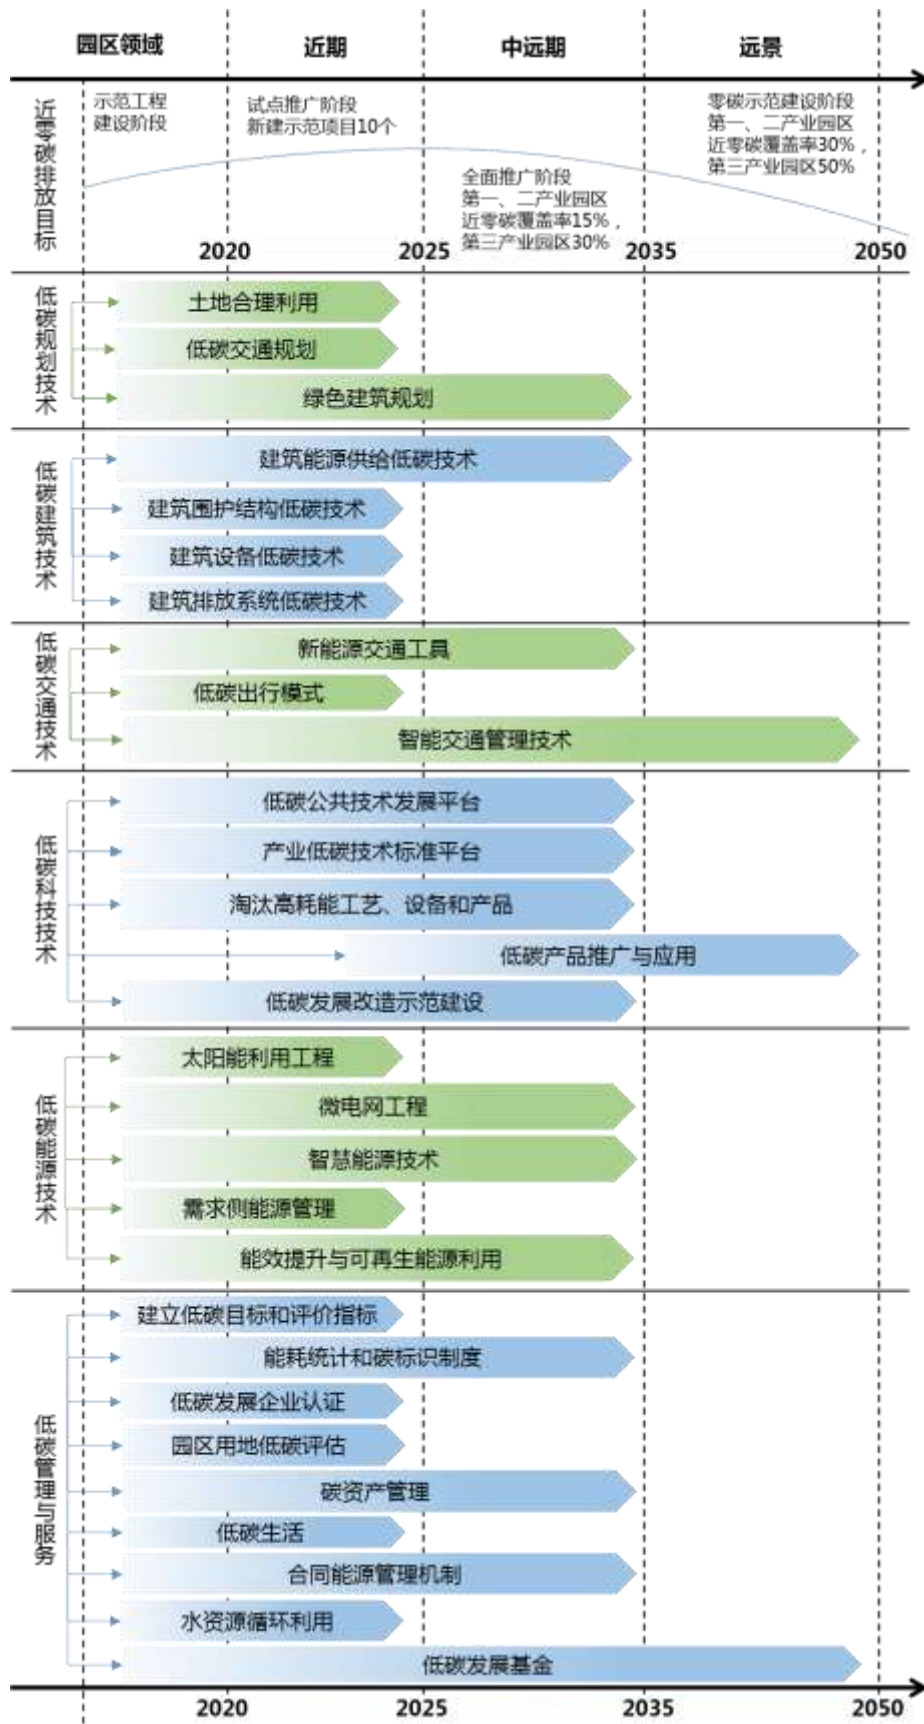 园区领域
近期
中远期
远景
近零碳排放目标
示范工程
建设阶段
试点推广阶段
新建示范项目10个
全面推广阶段
第一、二产业园区
近零碳覆盖率15%，
第三产业园区30%
零碳示范建设阶段
第一、二产业园区
近零碳覆盖率30%，
第三产业园区50%
2020
2025
2035
2050
低碳规划技术
土地合理利用
低碳交通规划
绿色建筑规划
低碳建筑技术
建筑能源供给低碳技术
建筑围护结构低碳技术
建筑设备低碳技术
建筑排放系统低碳技术
低碳交通技术
新能源交通工具
低碳出行模式
智能交通管理技术
低碳科技技术
低碳公共技术发展平台
产业低碳技术标准平台
淘汰高耗能工艺、设备和产品
低碳产品推广与应用
低碳发展改造示范建设
低碳能源技术
太阳能利用工程
微电网工程
智慧能源技术
需求侧能源管理
能效提升与可再生能源利用
低碳管理与服务
建立低碳目标和评价指标
能耗统计和碳标识制度
低碳发展企业认证
园区用地低碳评估
碳资产管理
低碳生活
合同能源管理机制
水资源循环利用
低碳发展基金
2020
2025
2035
2050